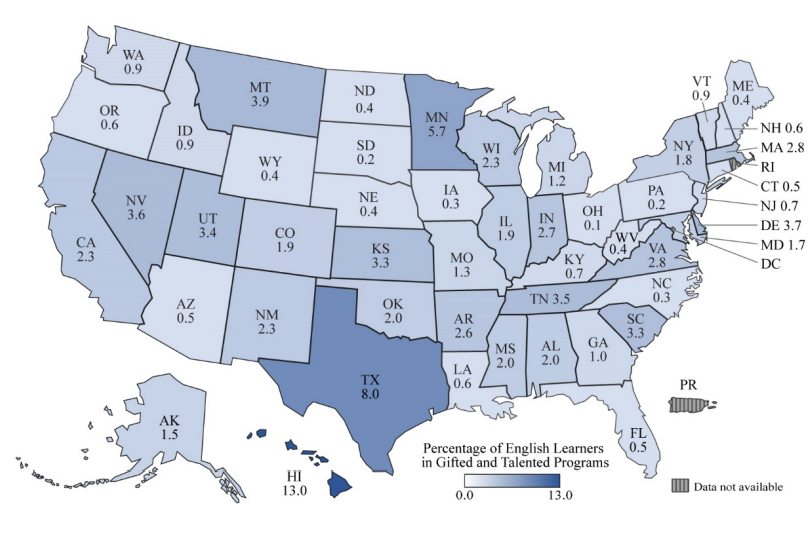 WA
0.9
OR
0.6
ID
0.9
MT
3.9
ND
0.4
MN
5.7
SD
0.2
WY
0.4
NE
0.4
WI
2.3
MI
1.2
NY
1.8
VT
0.9
ME
0.4
NH 0.6
MA 2.8
RI
CT 0.5
NJ 0.7
DE 3.7
MD 1.7
DC
NV
3.6
UT
3.4
CO
1.9
CA
2.3
AZ
0.5
NM
2.3
KS
3.3
OK
2.0
TX
8.0
IA
0.3
MO
1.3
IL
1.9
IN
2.7
OH
0.1
PA
0.2
WV
0.4
VA
2.8
KY
0.7
TN 3.5
NC
0.3
SC
3.3
AR
2.6
MS
2.0
AL
2.0
GA
1.0
LA
0.6
FL
0.5
PR
AK
1.5
HI
13.0
Percentage of English Learners
in Gifted and Talented Programs
0.0 13.0
Data not available